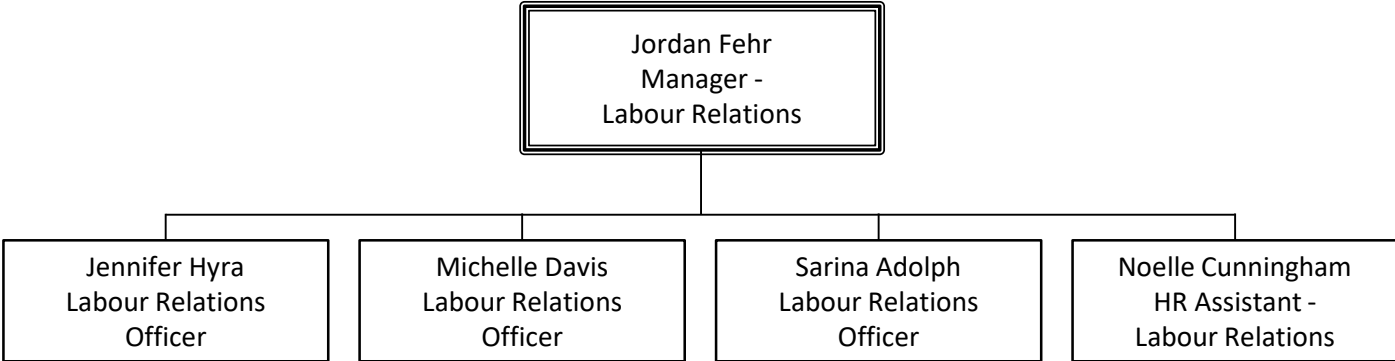 Jordan Fehr
Manager -
Labour Relations
Jennifer Hyra
Labour Relations
Officer
Michelle Davis
Labour Relations
Officer
Sarina Adolph
Labour Relations
Officer
Noelle Cunningham
HR Assistant -
Labour Relations